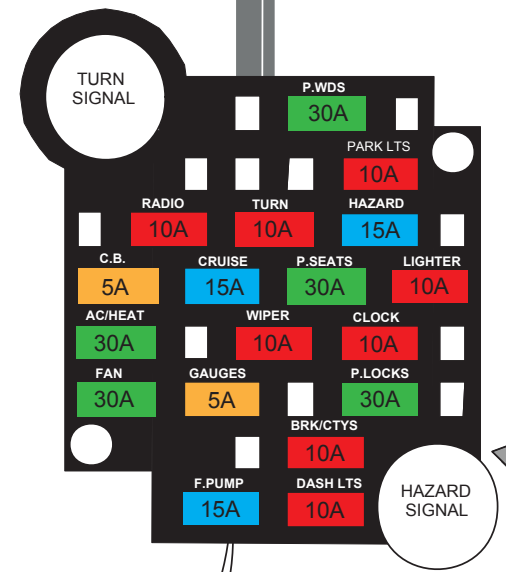 TURN
SIGNAL
P.WDS
30A
PARK LTS
10A
RADIO TURN HAZARD
10A 10A 15A
C.B. CRUISE P.SEATS LIGHTER
5A 15A 30A 10A
AC/HEAT WIPER CLOCK
30A 10A 10A
FAN GAUGES P.LOCKS
30A 5A 30A
BRK/CTYS
10A
F.PUMP DASH LTS
15A 10A
HAZARD
SIGNAL